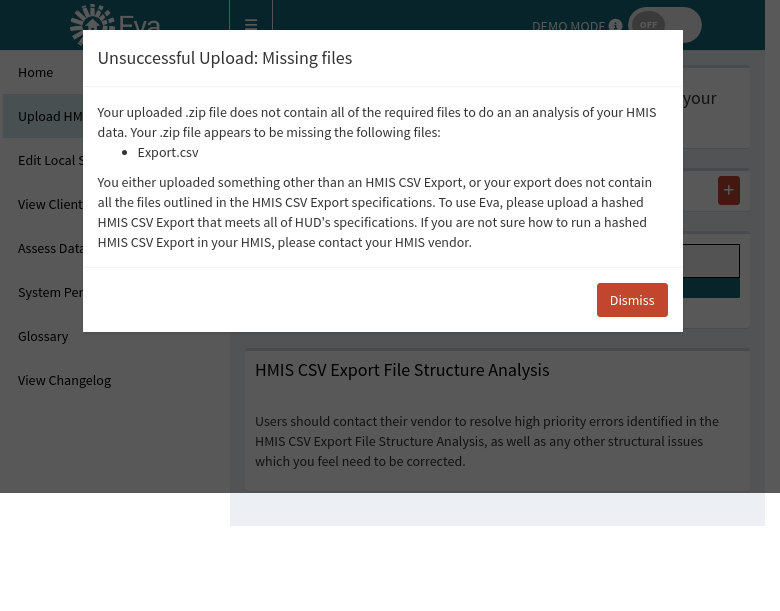 Eva
DEMO MODE
OFF
Unsuccessful Upload: Missing files
Your uploaded .zip file does not contain all of the required files to do an an analysis of your HMIS
data. Your .zip file appears to be missing the following files:
• Export.csv
You either uploaded something other than an HMIS CSV Export, or your export does not contain
all the files outlined in the HMIS CSV Export specifications. To use Eva, please upload a hashed
HMIS CSV Export that meets all of HUD's specifications. If you are not sure how to run a hashed
HMIS CSV Export in your HMIS, please contact your HMIS vendor.
Dismiss
Home
Upload HM
Edit Local S
View Client
Assess Data
System Per
Glossary
View Changelog
your
+
HMIS CSV Export File Structure Analysis
Users should contact their vendor to resolve high priority errors identified in the
HMIS CSV Export File Structure Analysis, as well as any other structural issues
which you feel need to be corrected.